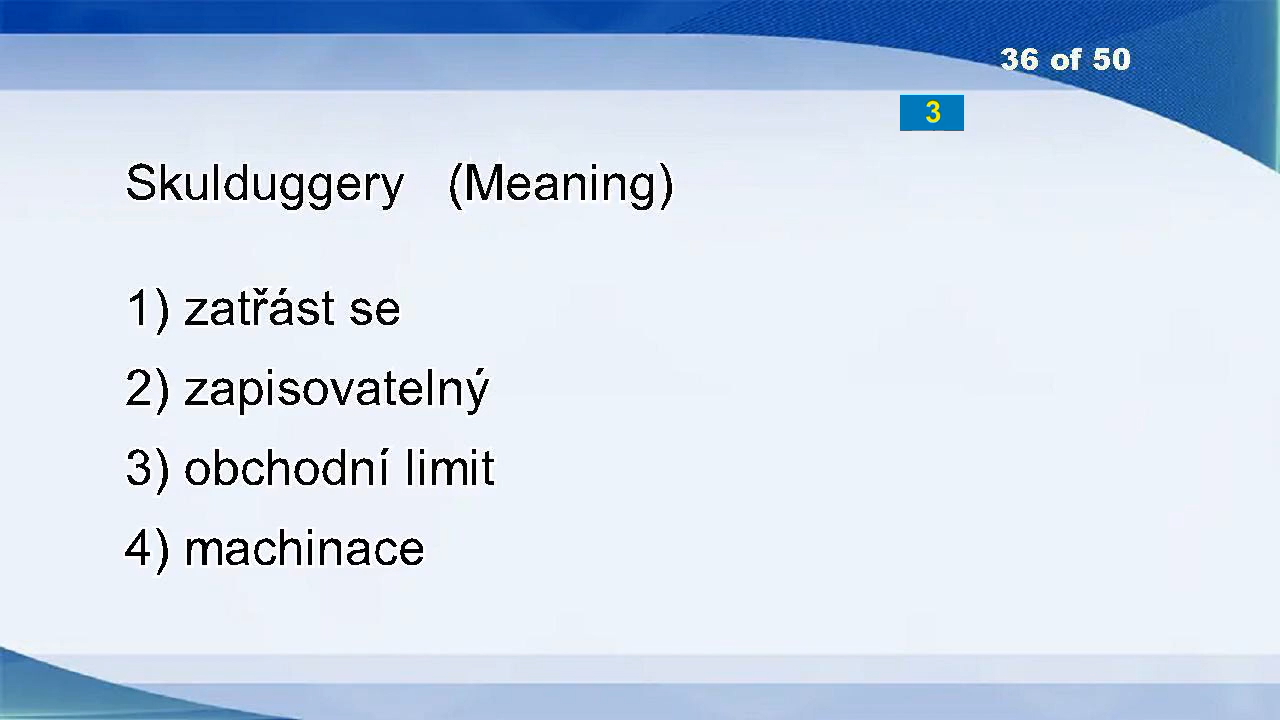 36 of 50
3
Skulduggery (Meaning)
1) zatřást se
2) zapisovatelný
3) obchodní limit
4) machinace